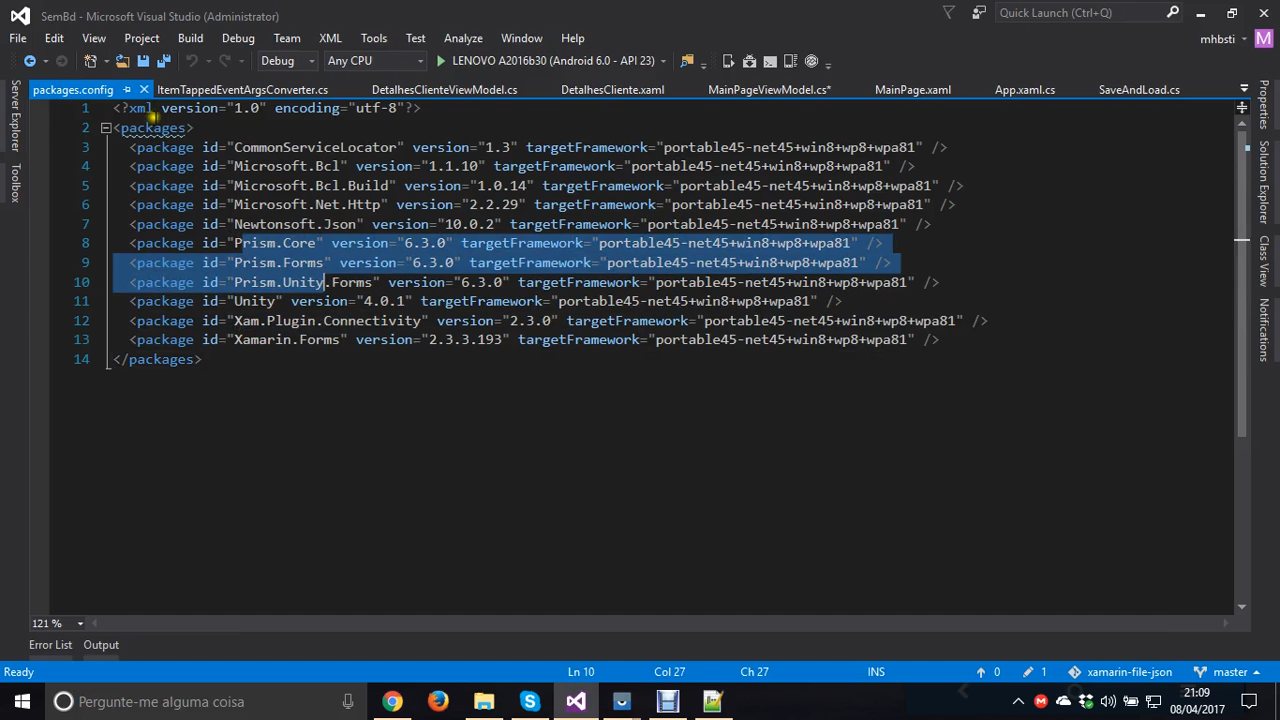 SemBd - Microsoft Visual Studio (Administrator)
Quick Launch (Ctrl+Q)
File Edit View Project Build Debug Team XML Tools Test Analyze Window Help
mhbsti M
Debug Any CPU LENOVO A2016b30 (Android 6.0 - API 23)
packages.config ItemTappedEventArgsConverter.cs DetalhesClienteViewModel.cs DetalhesCliente.xaml MainPageViewModel.cs* MainPage.xaml App.xaml.cs SaveAndLoad.cs
Server Explorer
Toolbox
1 <?xml version="1.0" encoding="utf-8"?>
2 <packages>
3 <package id="CommonServiceLocator" version="1.3" targetFramework="portable45-net45+win8+wp8+wpa81" />
4 <package id="Microsoft.Bcl" version="1.1.10" targetFramework="portable45-net45+win8+wp8+wpa81" />
5 <package id="Microsoft.Bcl.Build" version="1.0.14" targetFramework="portable45-net45+win8+wp8+wpa81" />
6 <package id="Microsoft.Net.Http" version="2.2.29" targetFramework="portable45-net45+win8+wp8+wpa81" />
7 <package id="Newtonsoft.Json" version="10.0.2" targetFramework="portable45-net45+win8+wp8+wpa81" />
8 <package id="Prism.Core" version="6.3.0" targetFramework="portable45-net45+win8+wp8+wpa81" />
9 <package id="Prism.Forms" version="6.3.0" targetFramework="portable45-net45+win8+wp8+wpa81" />
10 <package id="Prism.Unity.Forms" version="6.3.0" targetFramework="portable45-net45+win8+wp8+wpa81" />
11 <package id="Unity" version="4.0.1" targetFramework="portable45-net45+win8+wp8+wpa81" />
12 <package id="Xam.Plugin.Connectivity" version="2.3.0" targetFramework="portable45-net45+win8+wp8+wpa81" />
13 <package id="Xamarin.Forms" version="2.3.3.193" targetFramework="portable45-net45+win8+wp8+wpa81" />
14 </packages>
Properties
Solution Explorer
Class View
Notifications
121 %
Error List Output
Ready Ln 10 Col 27 Ch 27 INS 0 1 xamarin-file-json master
Pergunte-me alguma coisa
21:09
08/04/2017